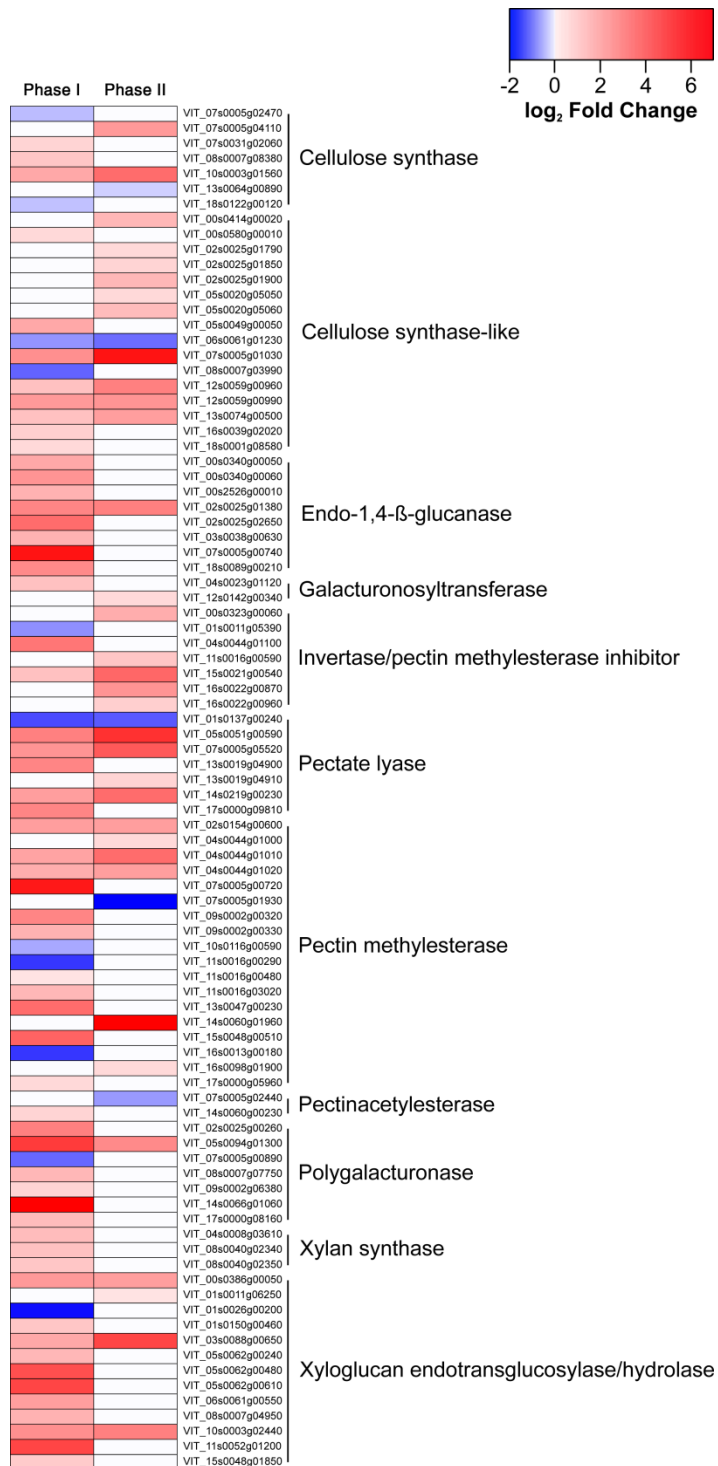 -2 0 2 4 6
log₂ Fold Change
Phase I Phase II
VIT_07s0005g02470
VIT_07s0005g04110
VIT_07s0031g02060
VIT_08s0007g08380
Cellulose synthase
VIT_10s0003g01560
VIT_13s0064g00890
VIT_18s0122g00120
VIT_00s0414g00020
VIT_00s0580g00010
VIT_02s0025g01790
VIT_02s0025g01850
VIT_02s0025g01900
VIT_05s0020g05050
VIT_05s0020g05060
VIT_05s0049g00050
Cellulose synthase-like
VIT_06s0061g01230
VIT_07s0005g01030
VIT_08s0007g03990
VIT_12s0059g00960
VIT_12s0059g00990
VIT_13s0074g00500
VIT_16s0039g02020
VIT_18s0001g08580
VIT_00s0340g00050
VIT_00s0340g00060
VIT_00s2526g00010
VIT_02s0025g01380
Endo-1,4-ß-glucanase
VIT_02s0025g02650
VIT_03s0038g00630
VIT_07s0005g00740
VIT_18s0089g00210
VIT_04s0023g01120
Galacturonosyltransferase
VIT_12s0142g00340
VIT_00s0323g00060
VIT_01s0011g05390
VIT_04s0044g01100
Invertase/pectin methylesterase inhibitor
VIT_11s0016g00590
VIT_15s0021g00540
VIT_16s0022g00870
VIT_16s0022g00960
VIT_01s0137g00240
VIT_05s0051g00590
VIT_07s0005g05520
VIT_13s0019g04900
Pectate lyase
VIT_13s0019g04910
VIT_14s0219g00230
VIT_17s0000g09810
VIT_02s0154g00600
VIT_04s0044g01000
VIT_04s0044g01010
VIT_04s0044g01020
VIT_07s0005g00720
VIT_07s0005g01930
VIT_09s0002g00320
VIT_09s0002g00330
VIT_10s0116g00590
Pectin methylesterase
VIT_11s0016g00290
VIT_11s0016g00480
VIT_11s0016g03020
VIT_13s0047g00230
VIT_14s0060g01960
VIT_15s0048g00510
VIT_16s0013g00180
VIT_16s0098g01900
VIT_17s0000g05960
VIT_07s0005g02440
Pectinacetylesterase
VIT_14s0060g00230
VIT_02s0025g00260
VIT_05s0094g01300
VIT_07s0005g00890
VIT_08s0007g07750
Polygalacturonase
VIT_09s0002g06380
VIT_14s0066g01060
VIT_17s0000g08160
VIT_04s0008g03610
VIT_08s0040g02340
Xylan synthase
VIT_08s0040g02350
VIT_00s0386g00050
VIT_01s0011g06250
VIT_01s0026g00200
VIT_01s0150g00460
VIT_03s0088g00650
VIT_05s0062g00240
VIT_05s0062g00480
Xyloglucan endotransglucosylase/hydrolase
VIT_05s0062g00610
VIT_06s0061g00550
VIT_08s0007g04950
VIT_10s0003g02440
VIT_11s0052g01200
VIT_15s0048g01850